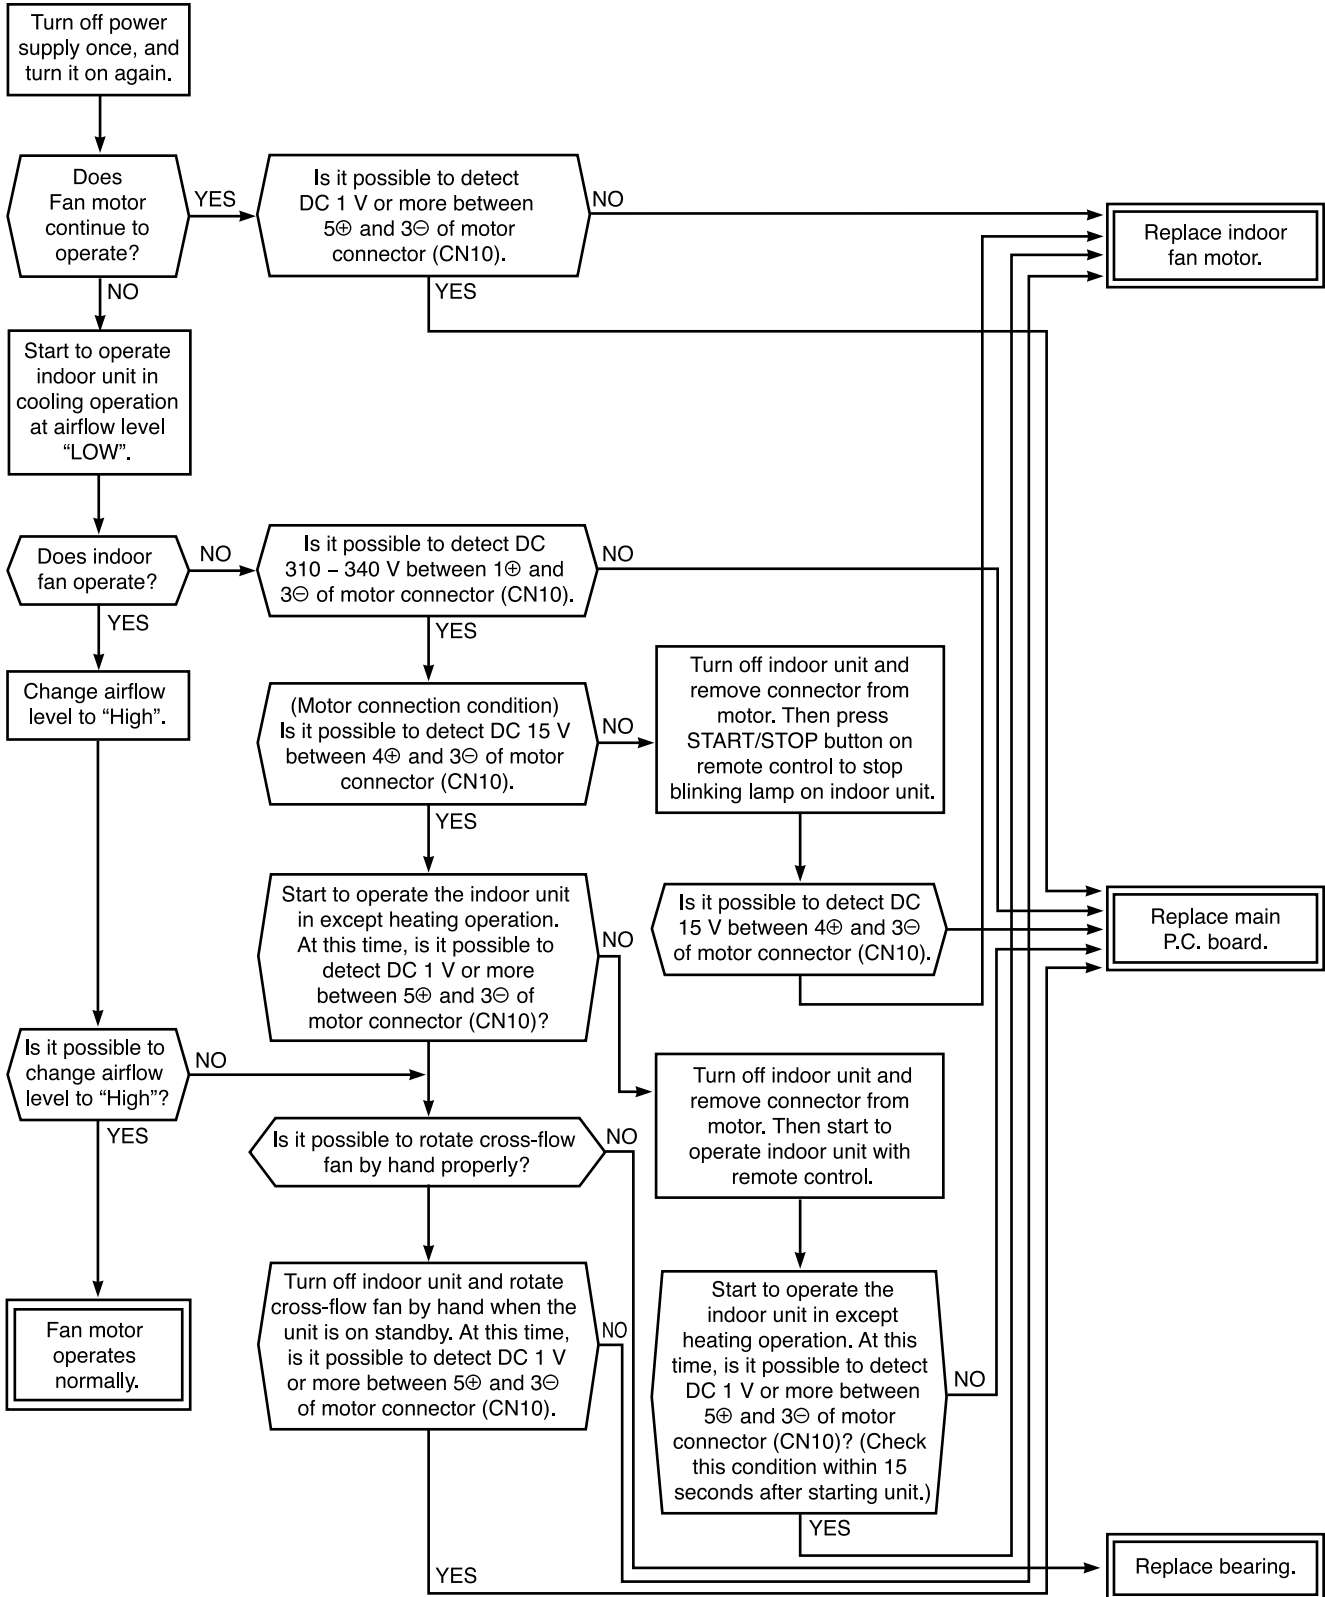 Turn off power
supply once, and
turn it on again.
Does
Fan motor
continue to
operate?
YES
NO
Is it possible to detect
DC 1 V or more between
5⊕ and 3⊖ of motor
connector (CN10).
NO
YES
Replace indoor
fan motor.
Start to operate
indoor unit in
cooling operation
at airflow level
“LOW”.
Does indoor
fan operate?
NO
YES
Is it possible to detect DC
310 – 340 V between 1⊕ and
3⊖ of motor connector (CN10).
NO
YES
Change airflow
level to “High”.
(Motor connection condition)
Is it possible to detect DC 15 V
between 4⊕ and 3⊖ of motor
connector (CN10).
NO
YES
Turn off indoor unit and
remove connector from
motor. Then press
START/STOP button on
remote control to stop
blinking lamp on indoor unit.
Start to operate the indoor unit
in except heating operation.
At this time, is it possible to
detect DC 1 V or more
between 5⊕ and 3⊖ of
motor connector (CN10)?
NO
Is it possible to detect DC
15 V between 4⊕ and 3⊖
of motor connector (CN10).
Replace main
P.C. board.
Is it possible to
change airflow
level to “High”?
NO
YES
Is it possible to rotate cross-flow
fan by hand properly?
NO
Turn off indoor unit and
remove connector from
motor. Then start to
operate indoor unit with
remote control.
Fan motor
operates
normally.
Turn off indoor unit and rotate
cross-flow fan by hand when the
unit is on standby. At this time,
is it possible to detect DC 1 V
or more between 5⊕ and 3⊖
of motor connector (CN10).
NO
YES
Start to operate the
indoor unit in except
heating operation. At this
time, is it possible to detect
DC 1 V or more between
5⊕ and 3⊖ of motor
connector (CN10)? (Check
this condition within 15
seconds after starting unit.)
NO
YES
Replace bearing.